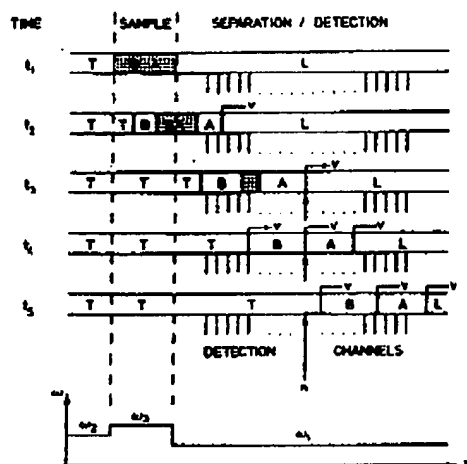 TIME SAMPLE SEPARATION / DETECTION
t₁ T L
t₂ T T B A v L
t₃ T T T B A v L
t₄ T T T v B v A v L
t₅ T T T v B v A v L
DETECTION CHANNELS
n
ω₂ ω₃ ω₁